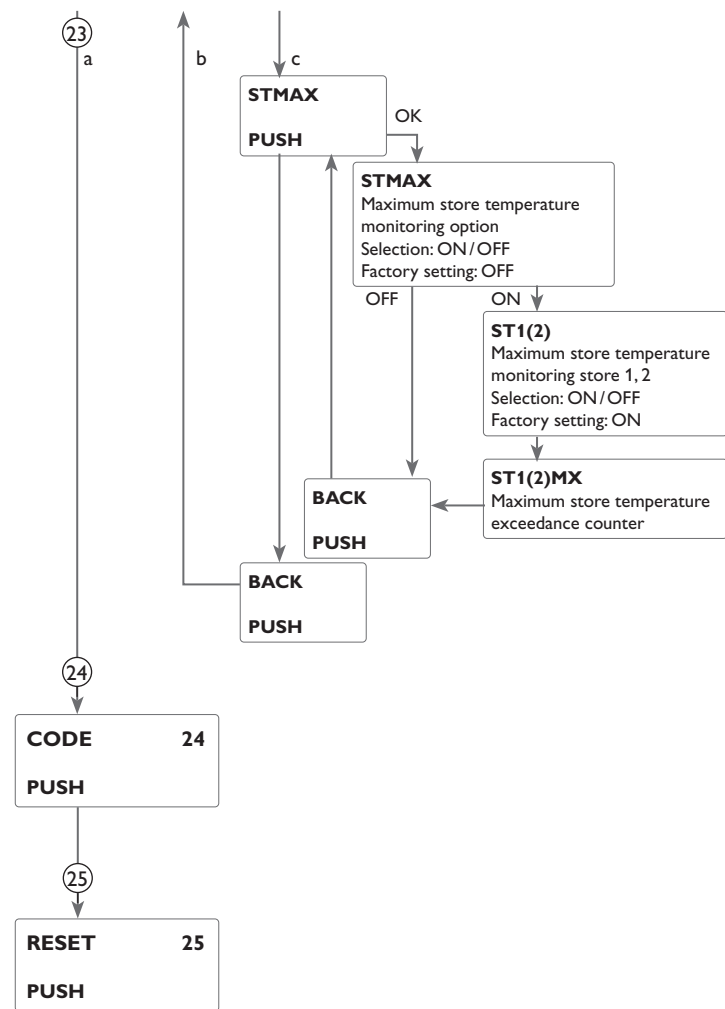 23
a b c
STMAX
PUSH
OK
STMAX
Maximum store temperature
monitoring option
Selection: ON/OFF
Factory setting: OFF
OFF
ON
ST1(2)
Maximum store temperature
monitoring store 1, 2
Selection: ON/OFF
Factory setting: ON
ST1(2)MX
Maximum store temperature
exceedance counter
BACK
PUSH
BACK
PUSH
24
CODE 24
PUSH
25
RESET 25
PUSH